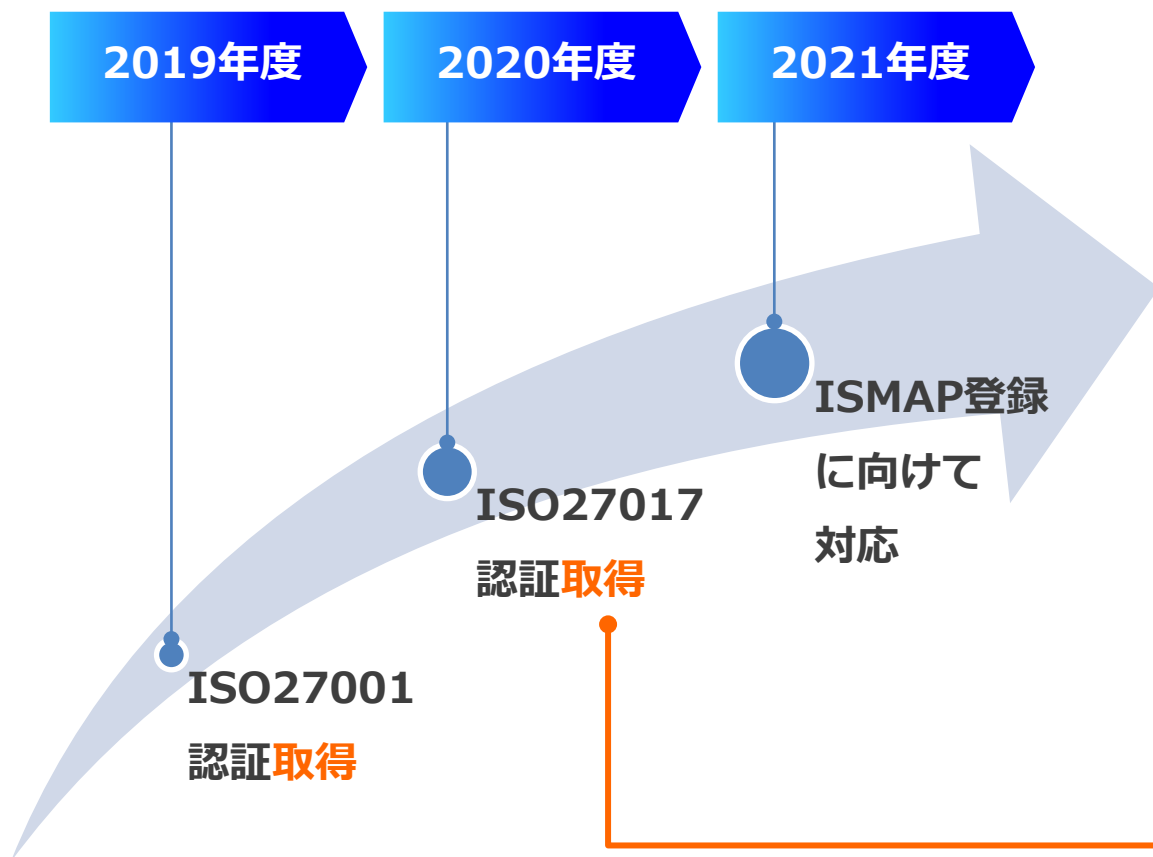 2019年度
2020年度
2021年度
ISMAP登録
に向けて
対応
ISO27017
認証取得
ISO27001
認証取得